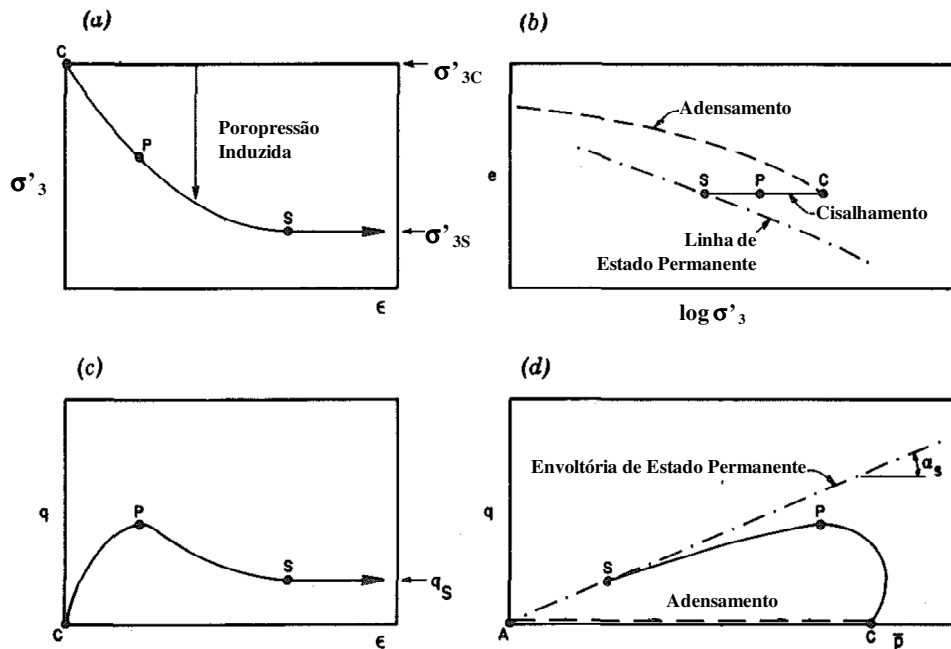 (a)
C
σ'3C
P
Poropressão
Induzida
σ'3
S
σ'3S
ϵ
(b)
Adensamento
e
S P C
Cisalhamento
Linha de
Estado Permanente
log σ'3
(c)
P
q
S
qS
C
ϵ
(d)
Envoltória de Estado Permanente
αs
P
q
S
Adensamento
A
C
p̅